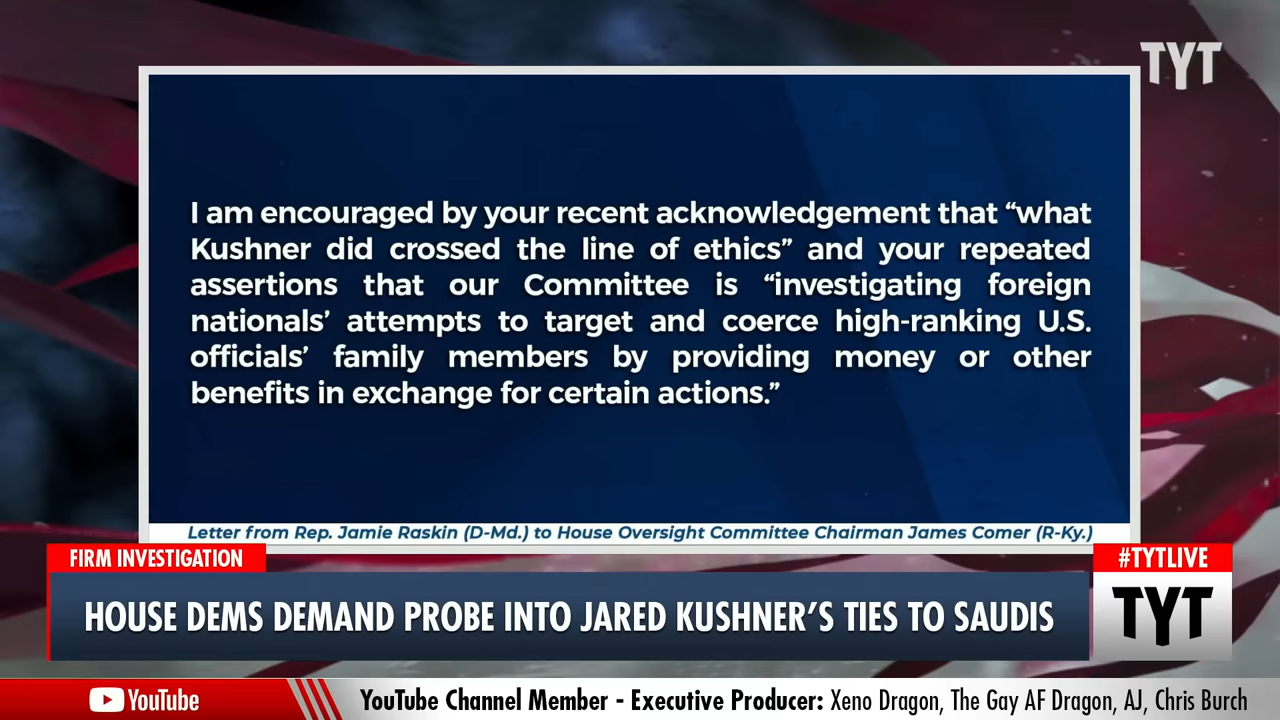 TYT
I am encouraged by your recent acknowledgement that “what
Kushner did crossed the line of ethics” and your repeated
assertions that our Committee is “investigating foreign
nationals’ attempts to target and coerce high-ranking U.S.
officials’ family members by providing money or other
benefits in exchange for certain actions.”
Letter from Rep. Jamie Raskin (D-Md.) to House Oversight Committee Chairman James Comer (R-Ky.)
FIRM INVESTIGATION
#TYTLIVE
HOUSE DEMS DEMAND PROBE INTO JARED KUSHNER’S TIES TO SAUDIS
TYT
YouTube
YouTube Channel Member - Executive Producer: Xeno Dragon, The Gay AF Dragon, AJ, Chris Burch